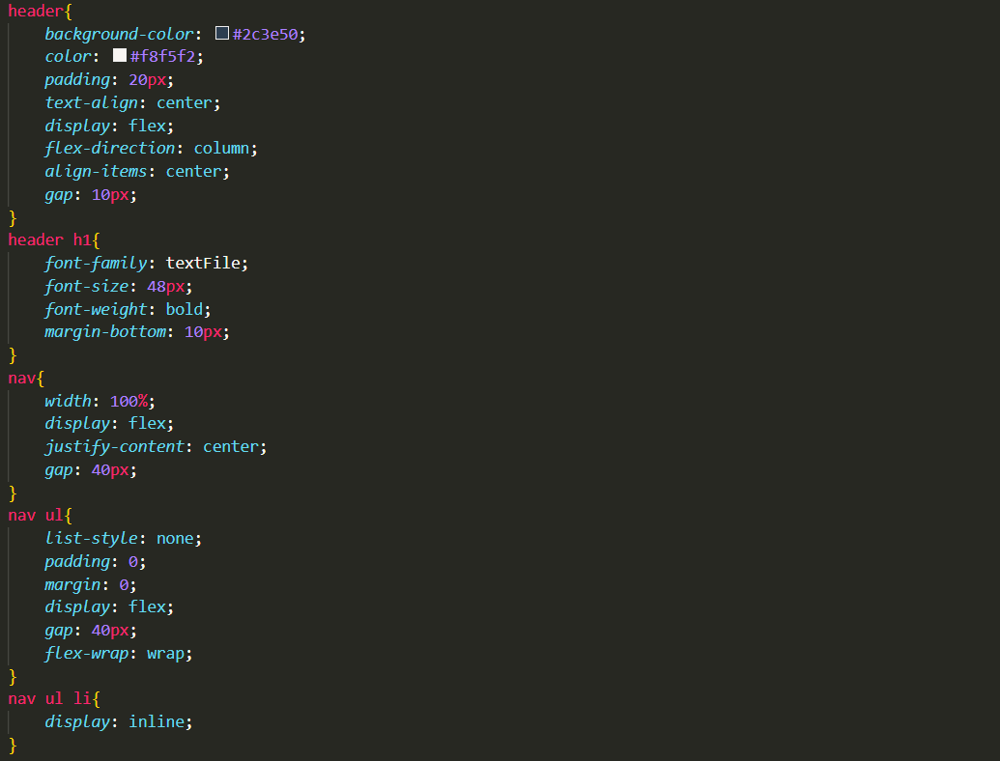 header{
    background-color: #2c3e50;
    color: #f8f5f2;
    padding: 20px;
    text-align: center;
    display: flex;
    flex-direction: column;
    align-items: center;
    gap: 10px;
}
header h1{
    font-family: textFile;
    font-size: 48px;
    font-weight: bold;
    margin-bottom: 10px;
}
nav{
    width: 100%;
    display: flex;
    justify-content: center;
    gap: 40px;
}
nav ul{
    list-style: none;
    padding: 0;
    margin: 0;
    display: flex;
    gap: 40px;
    flex-wrap: wrap;
}
nav ul li{
    display: inline;
}